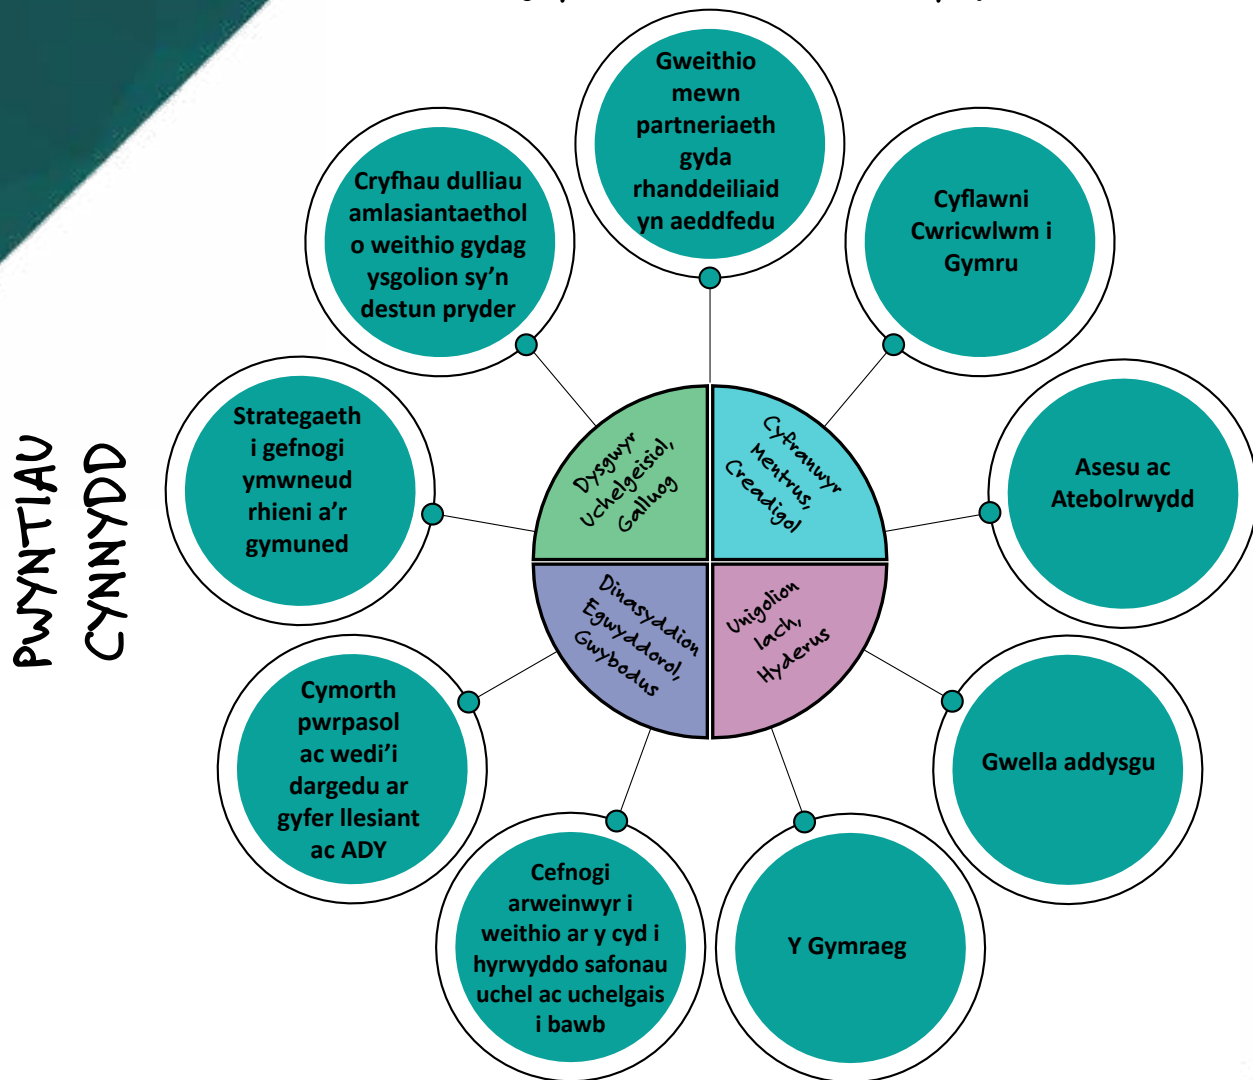 Gweithio
mewn
partneriaeth
gyda
rhanddeiliaid
yn aeddfedu
Cyflawni
Cwricwlwm i
Gymru
Asesu ac
Atebolrwydd
Gwella addysgu
Y Gymraeg
Cefnogi
arweinwyr i
weithio ar y cyd i
hyrwyddo safonau
uchel ac uchelgais
i bawb
Cymorth
pwrpasol
ac wedi'i
dargedu ar
gyfer llesiant
ac ADY
Strategaeth
i gefnogi
ymwneud
rhieni a'r
gymuned
Cryfhau dulliau
amlasiantaethol
o weithio gydag
ysgolion sy'n
destun pryder
Dysgwyr
Uchelgeisiol,
Galluog
Cyfranwyr
Mentrus,
Creadigol
Dinasyddion
Egwyddorol,
Gwybodus
Unigolion
Iach,
Hyderus
PWYNTIAU
CYNNYDD